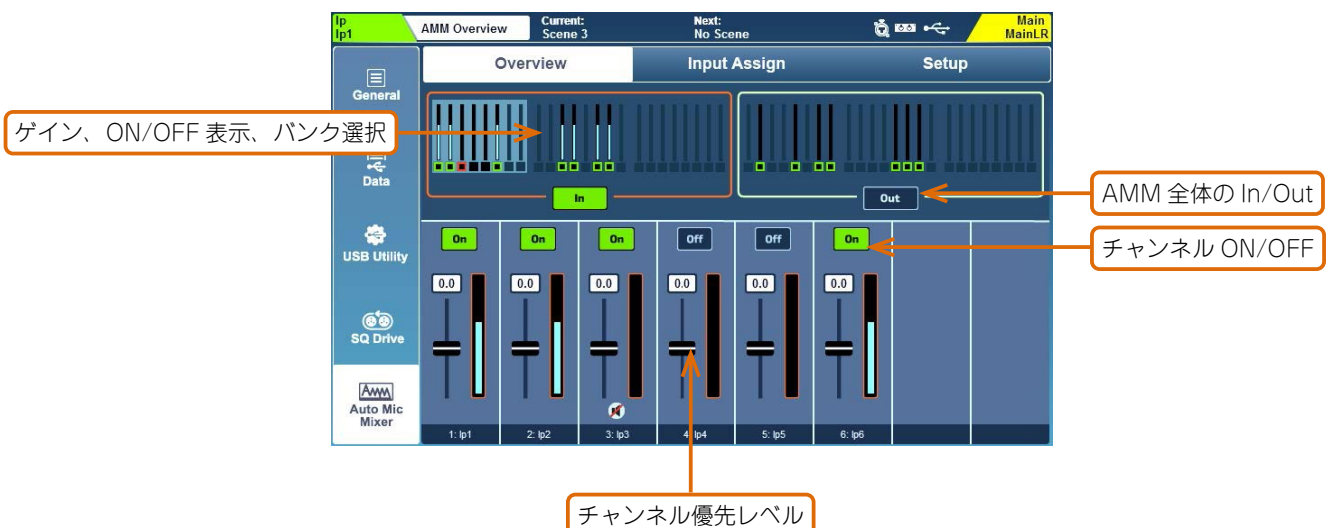 Ip
Ip1
AMM Overview
Current:
Scene 3
Next:
No Scene
Main
MainLR
Overview
Input Assign
Setup
General
ゲイン、ON/OFF 表示、バンク選択
Data
In
Out
AMM 全体の In/Out
USB Utility
On
On
On
Off
Off
On
チャンネル ON/OFF
0.0
0.0
0.0
0.0
0.0
0.0
SQ Drive
Auto Mic
Mixer
1: Ip1
2: Ip2
3: Ip3
4: Ip4
5: Ip5
6: Ip6
チャンネル優先レベル